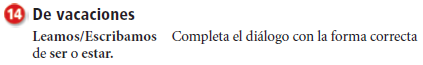 14 De vacaciones
Leamos/Escribamos Completa el diálogo con la forma correcta
de ser o estar.